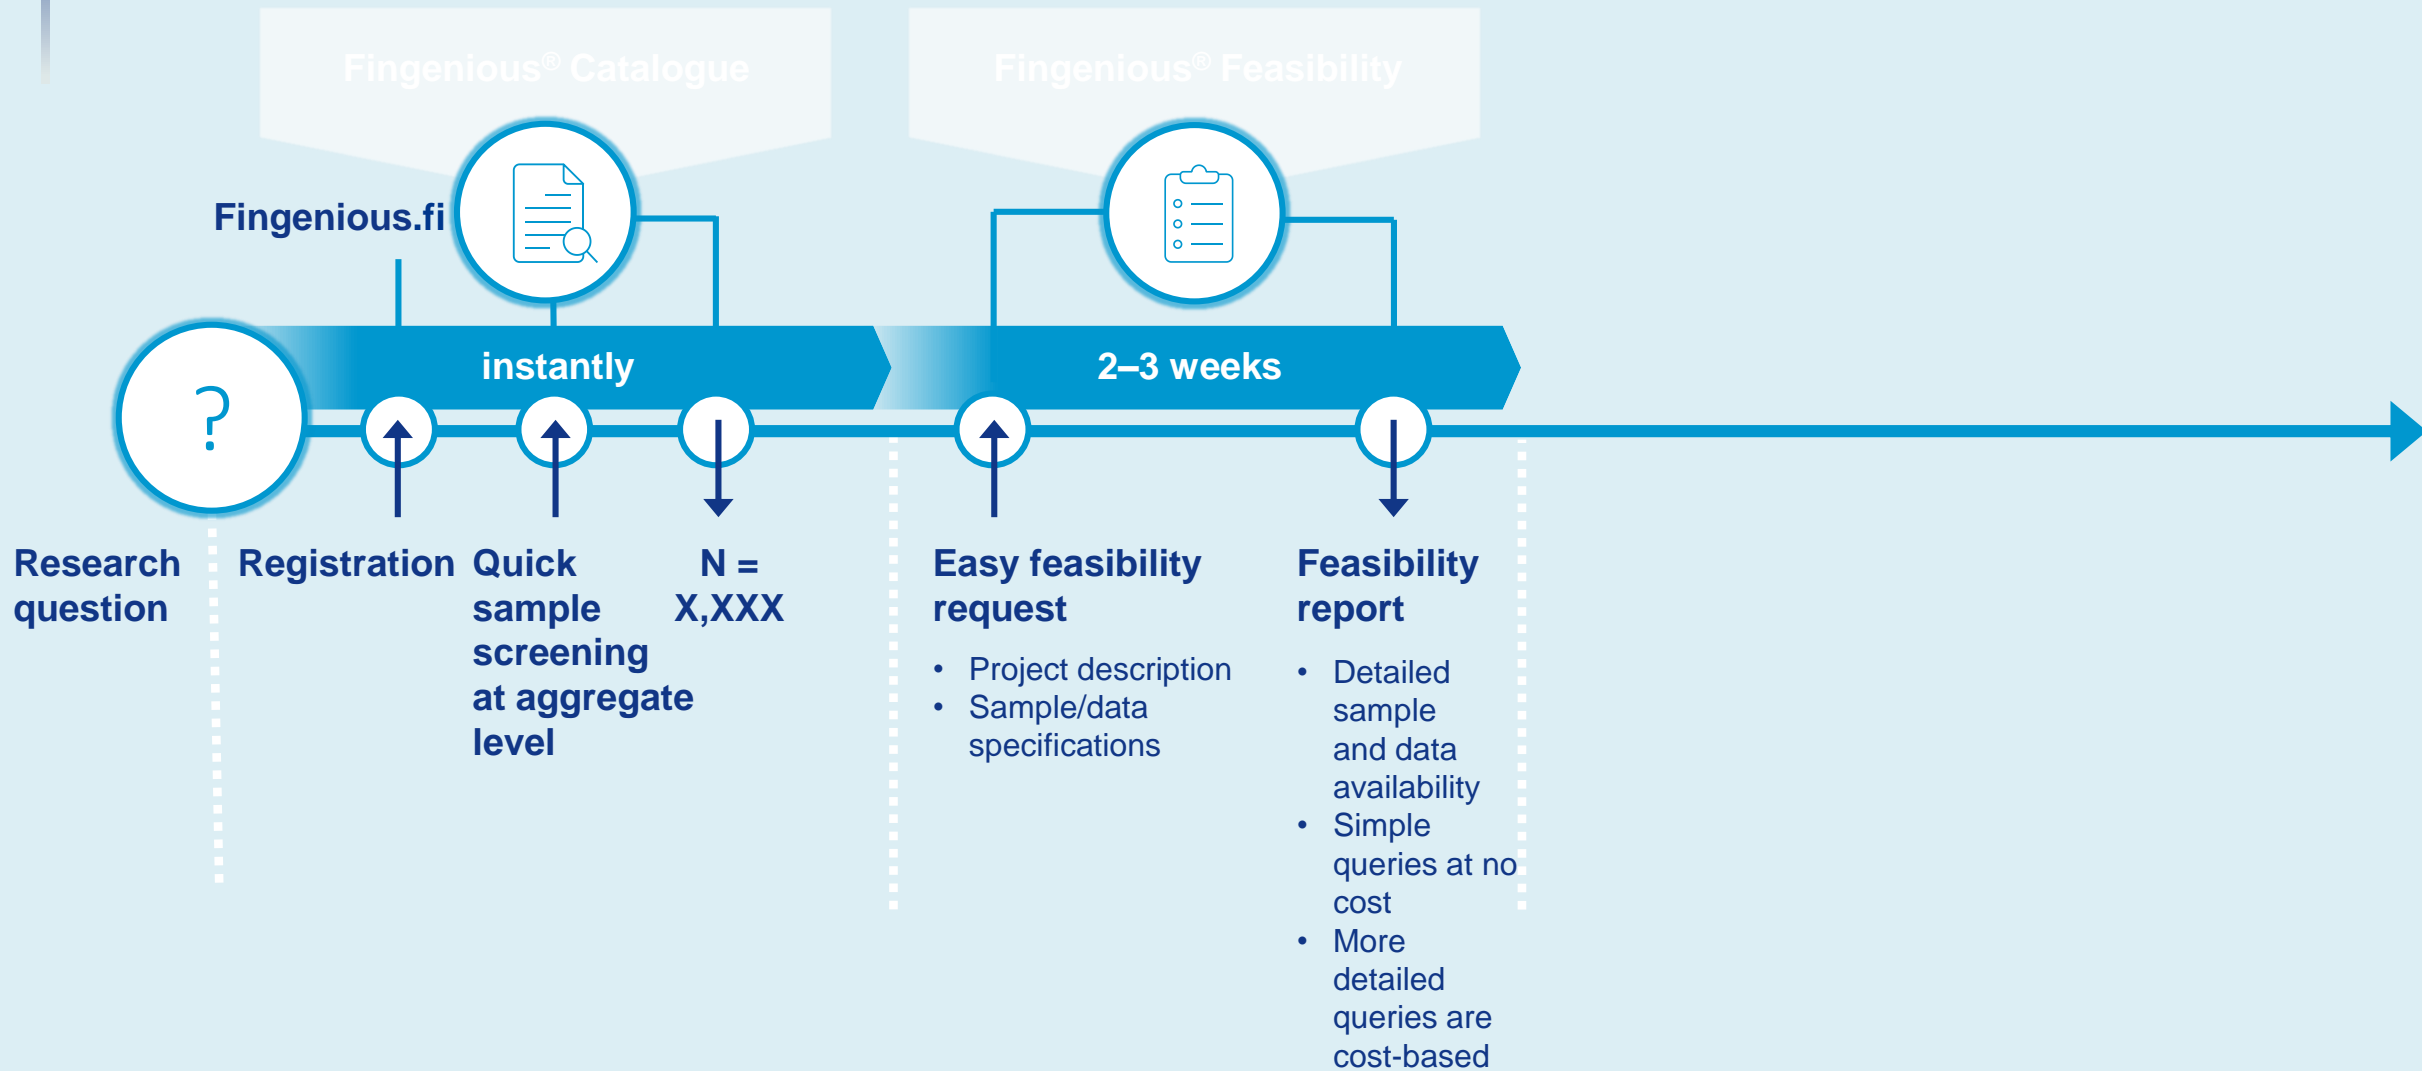 Fingenious® Catalogue
Fingenious® Feasibility
Fingenious.fi
instantly
2–3 weeks
?
Research
question
Registration
Quick
sample
screening
at aggregate
level
N =
X,XXX
Easy feasibility
request
• Project description
• Sample/data
specifications
Feasibility
report
• Detailed
sample
and data
availability
• Simple
queries at no
cost
• More
detailed
queries are
cost-based